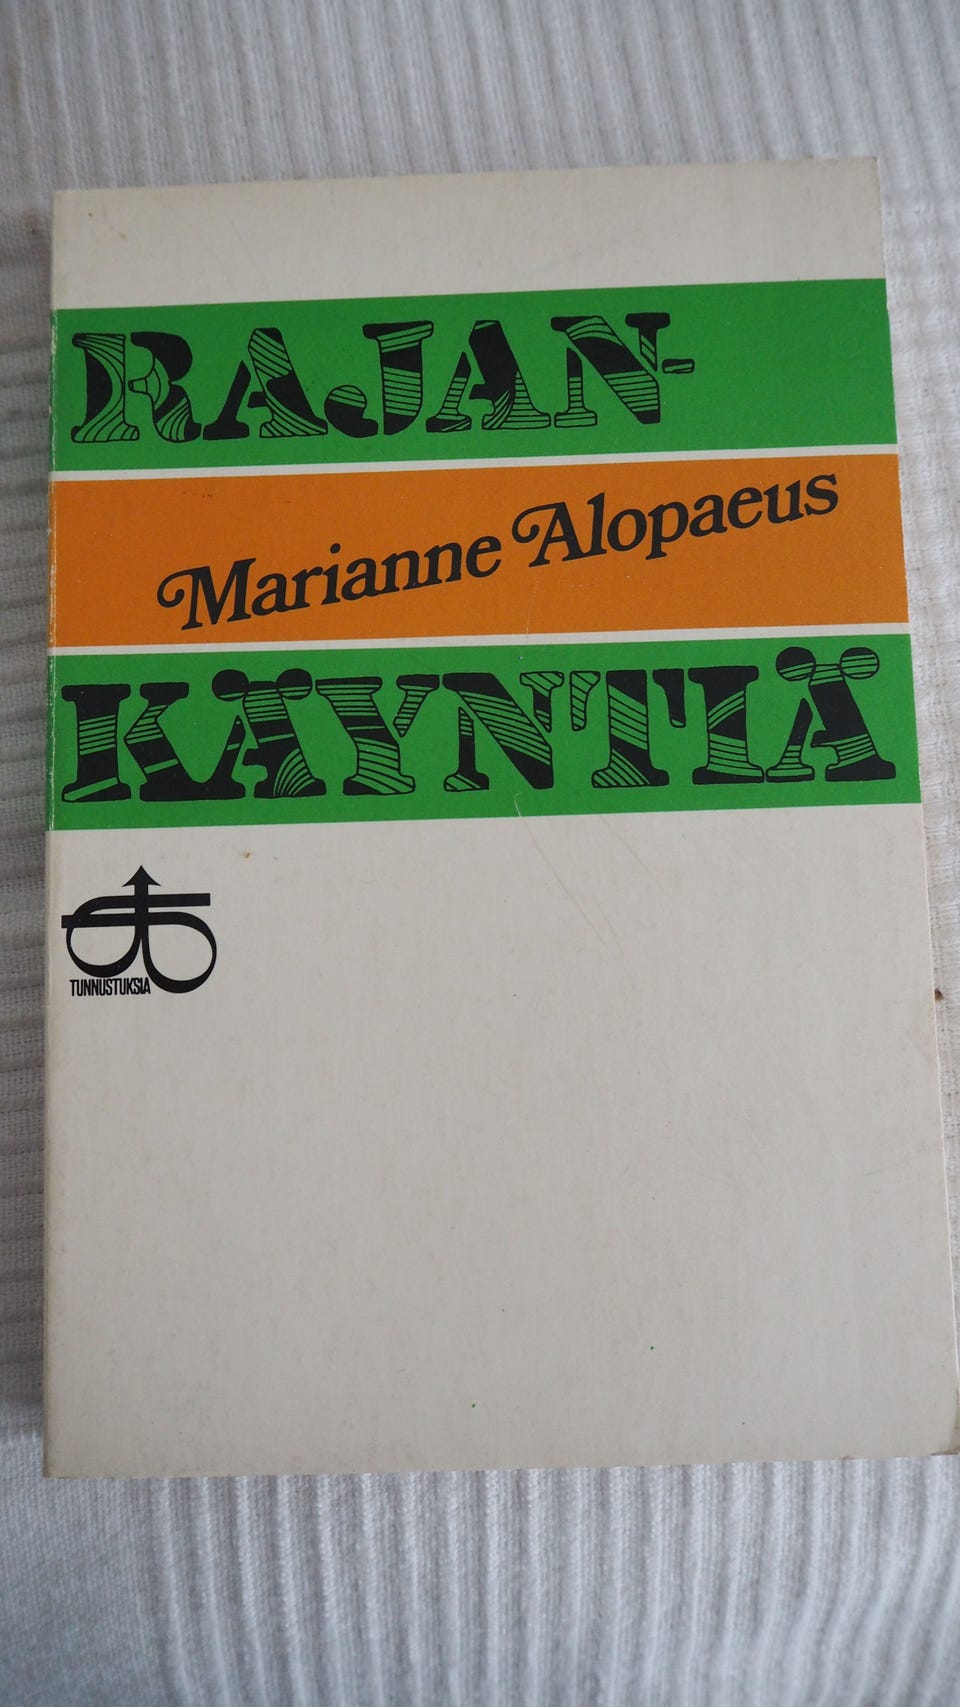 RAJAN-
Marianne Alopaeus
KÄYNTIÄ
TUNNUSTUKSIA